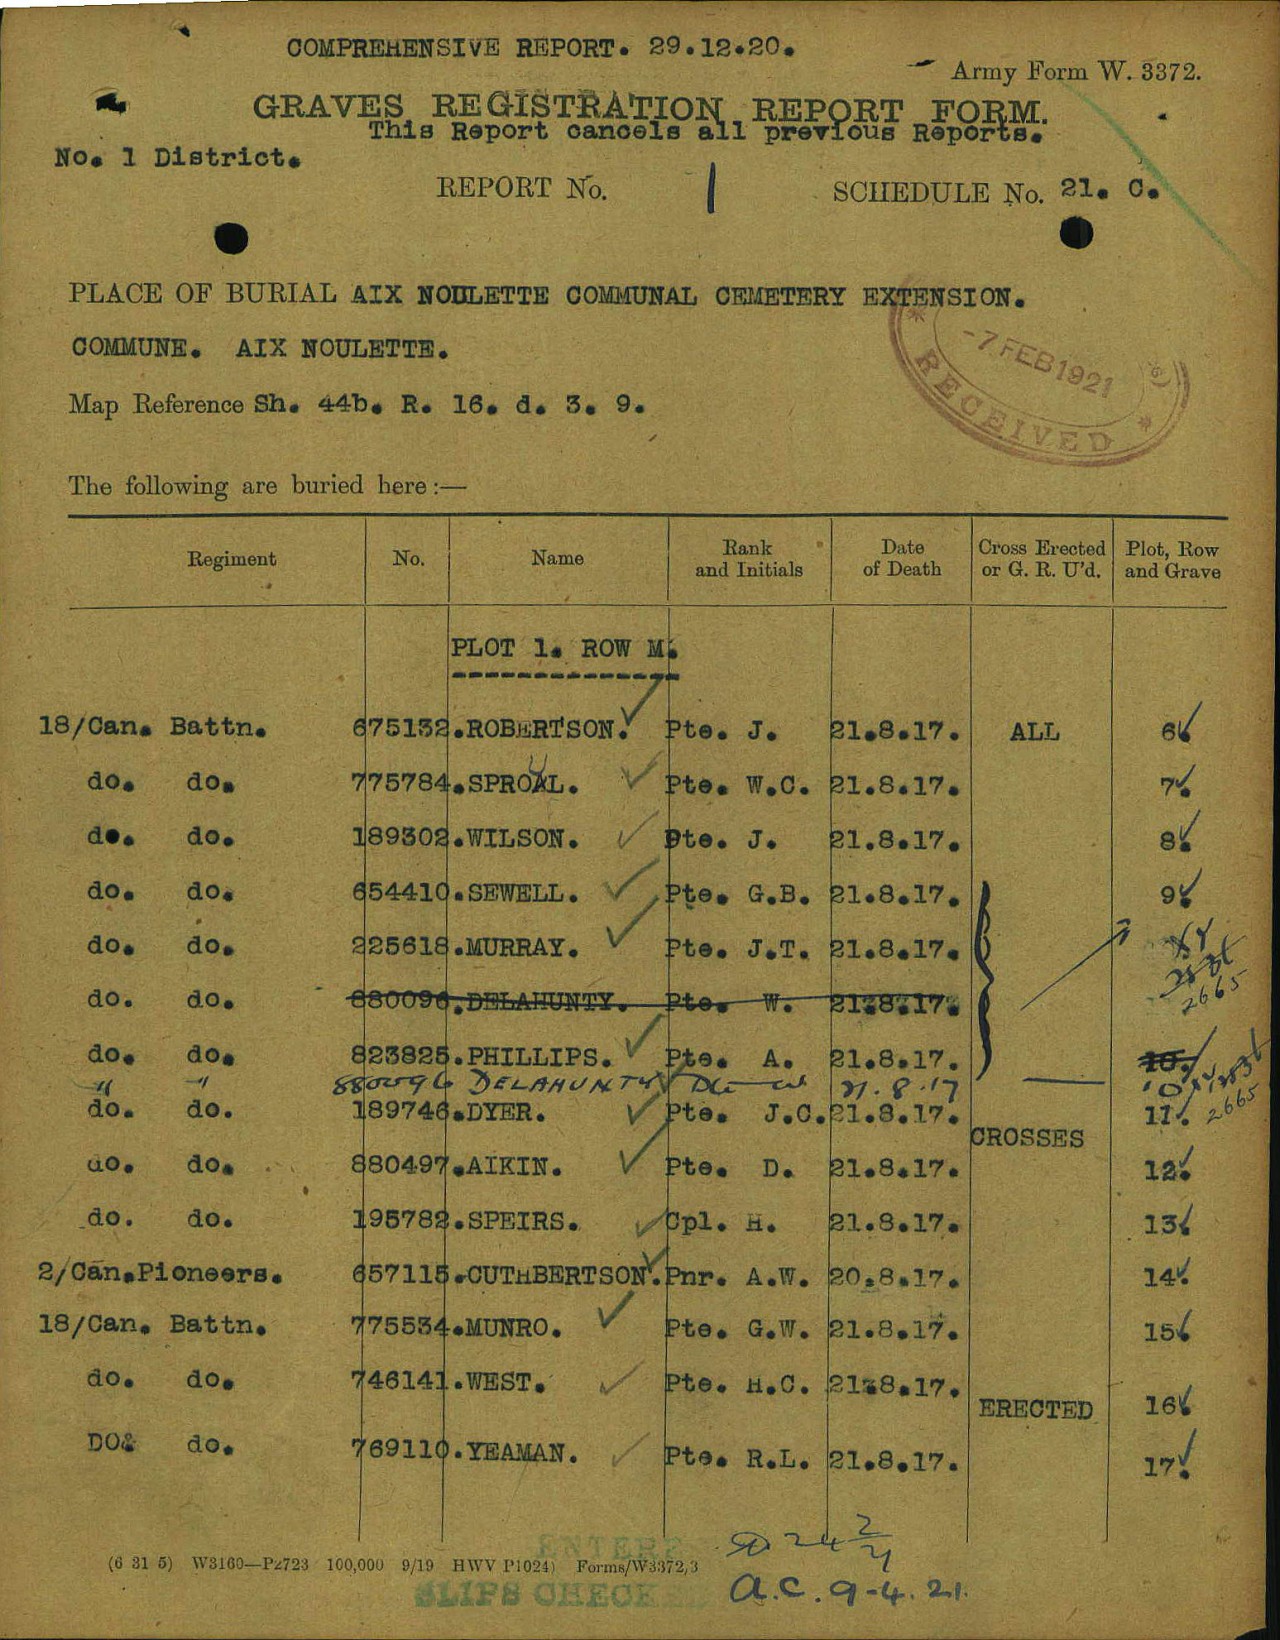 COMPREHENSIVE REPORT. 29.12.20.
Army Form W. 3372.
GRAVES REGISTRATION REPORT FORM.
This Report cancels all previous Reports.
No. 1 District.
REPORT No. 1 SCHEDULE No. 21. C.
PLACE OF BURIAL AIX NOULETTE COMMUNAL CEMETERY EXTENSION.
COMMUNE. AIX NOULETTE.
-7 FEB 1921
RECEIVED
Map Reference Sh. 44b. R. 16. d. 3. 9.
The following are buried here:—
Regiment No. Name Rank and Initials Date of Death Cross Erected or G. R. U'd. Plot, Row and Grave
PLOT 1. ROW M.
18/Can. Battn. 675132. ROBERTSON. Pte. J. 21.8.17. ALL 6.
do. do. 775784. SPROAL. Pte. W.C. 21.8.17. 7.
do. do. 189302. WILSON. Pte. J. 21.8.17. 8.
do. do. 654410. SEWELL. Pte. G.B. 21.8.17. 9.
do. do. 225618. MURRAY. Pte. J.T. 21.8.17.
do. do. 880096. DELAHUNTY. Pte. W. 21.8.17. 2665
do. do. 823825. PHILLIPS. Pte. A. 21.8.17. 10.
" " 880096 DELAHUNTY Pte W 21.8.17 10
do. do. 189746. DYER. Pte. J.C. 21.8.17. 11. 2665
CROSSES
do. do. 880497. AIKIN. Pte. D. 21.8.17. 12.
do. do. 195782. SPEIRS. Cpl. H. 21.8.17. 13.
2/Can. Pioneers. 657115. CUTHBERTSON. Pnr. A.W. 20.8.17. 14.
18/Can. Battn. 775534. MUNRO. Pte. G.W. 21.8.17. 15.
do. do. 746141. WEST. Pte. H.C. 21.8.17. ERECTED 16.
DO& do. 769110. YEAMAN. Pte. R.L. 21.8.17. 17.
(6 31 5) W3160—P2723 100,000 9/19 HWV P1024) Forms/W3372,3
SLIPS CHECK
a.c. 9-4.21.